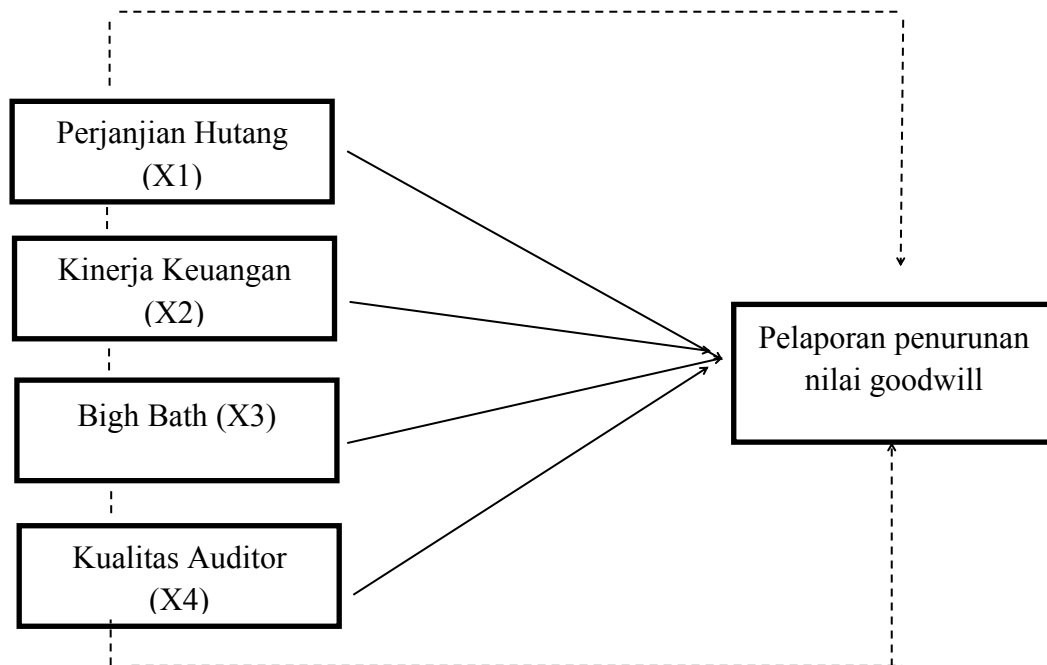 Perjanjian Hutang
(X1)
Kinerja Keuangan
(X2)
Bigh Bath (X3)
Kualitas Auditor
(X4)
Pelaporan penurunan
nilai goodwill